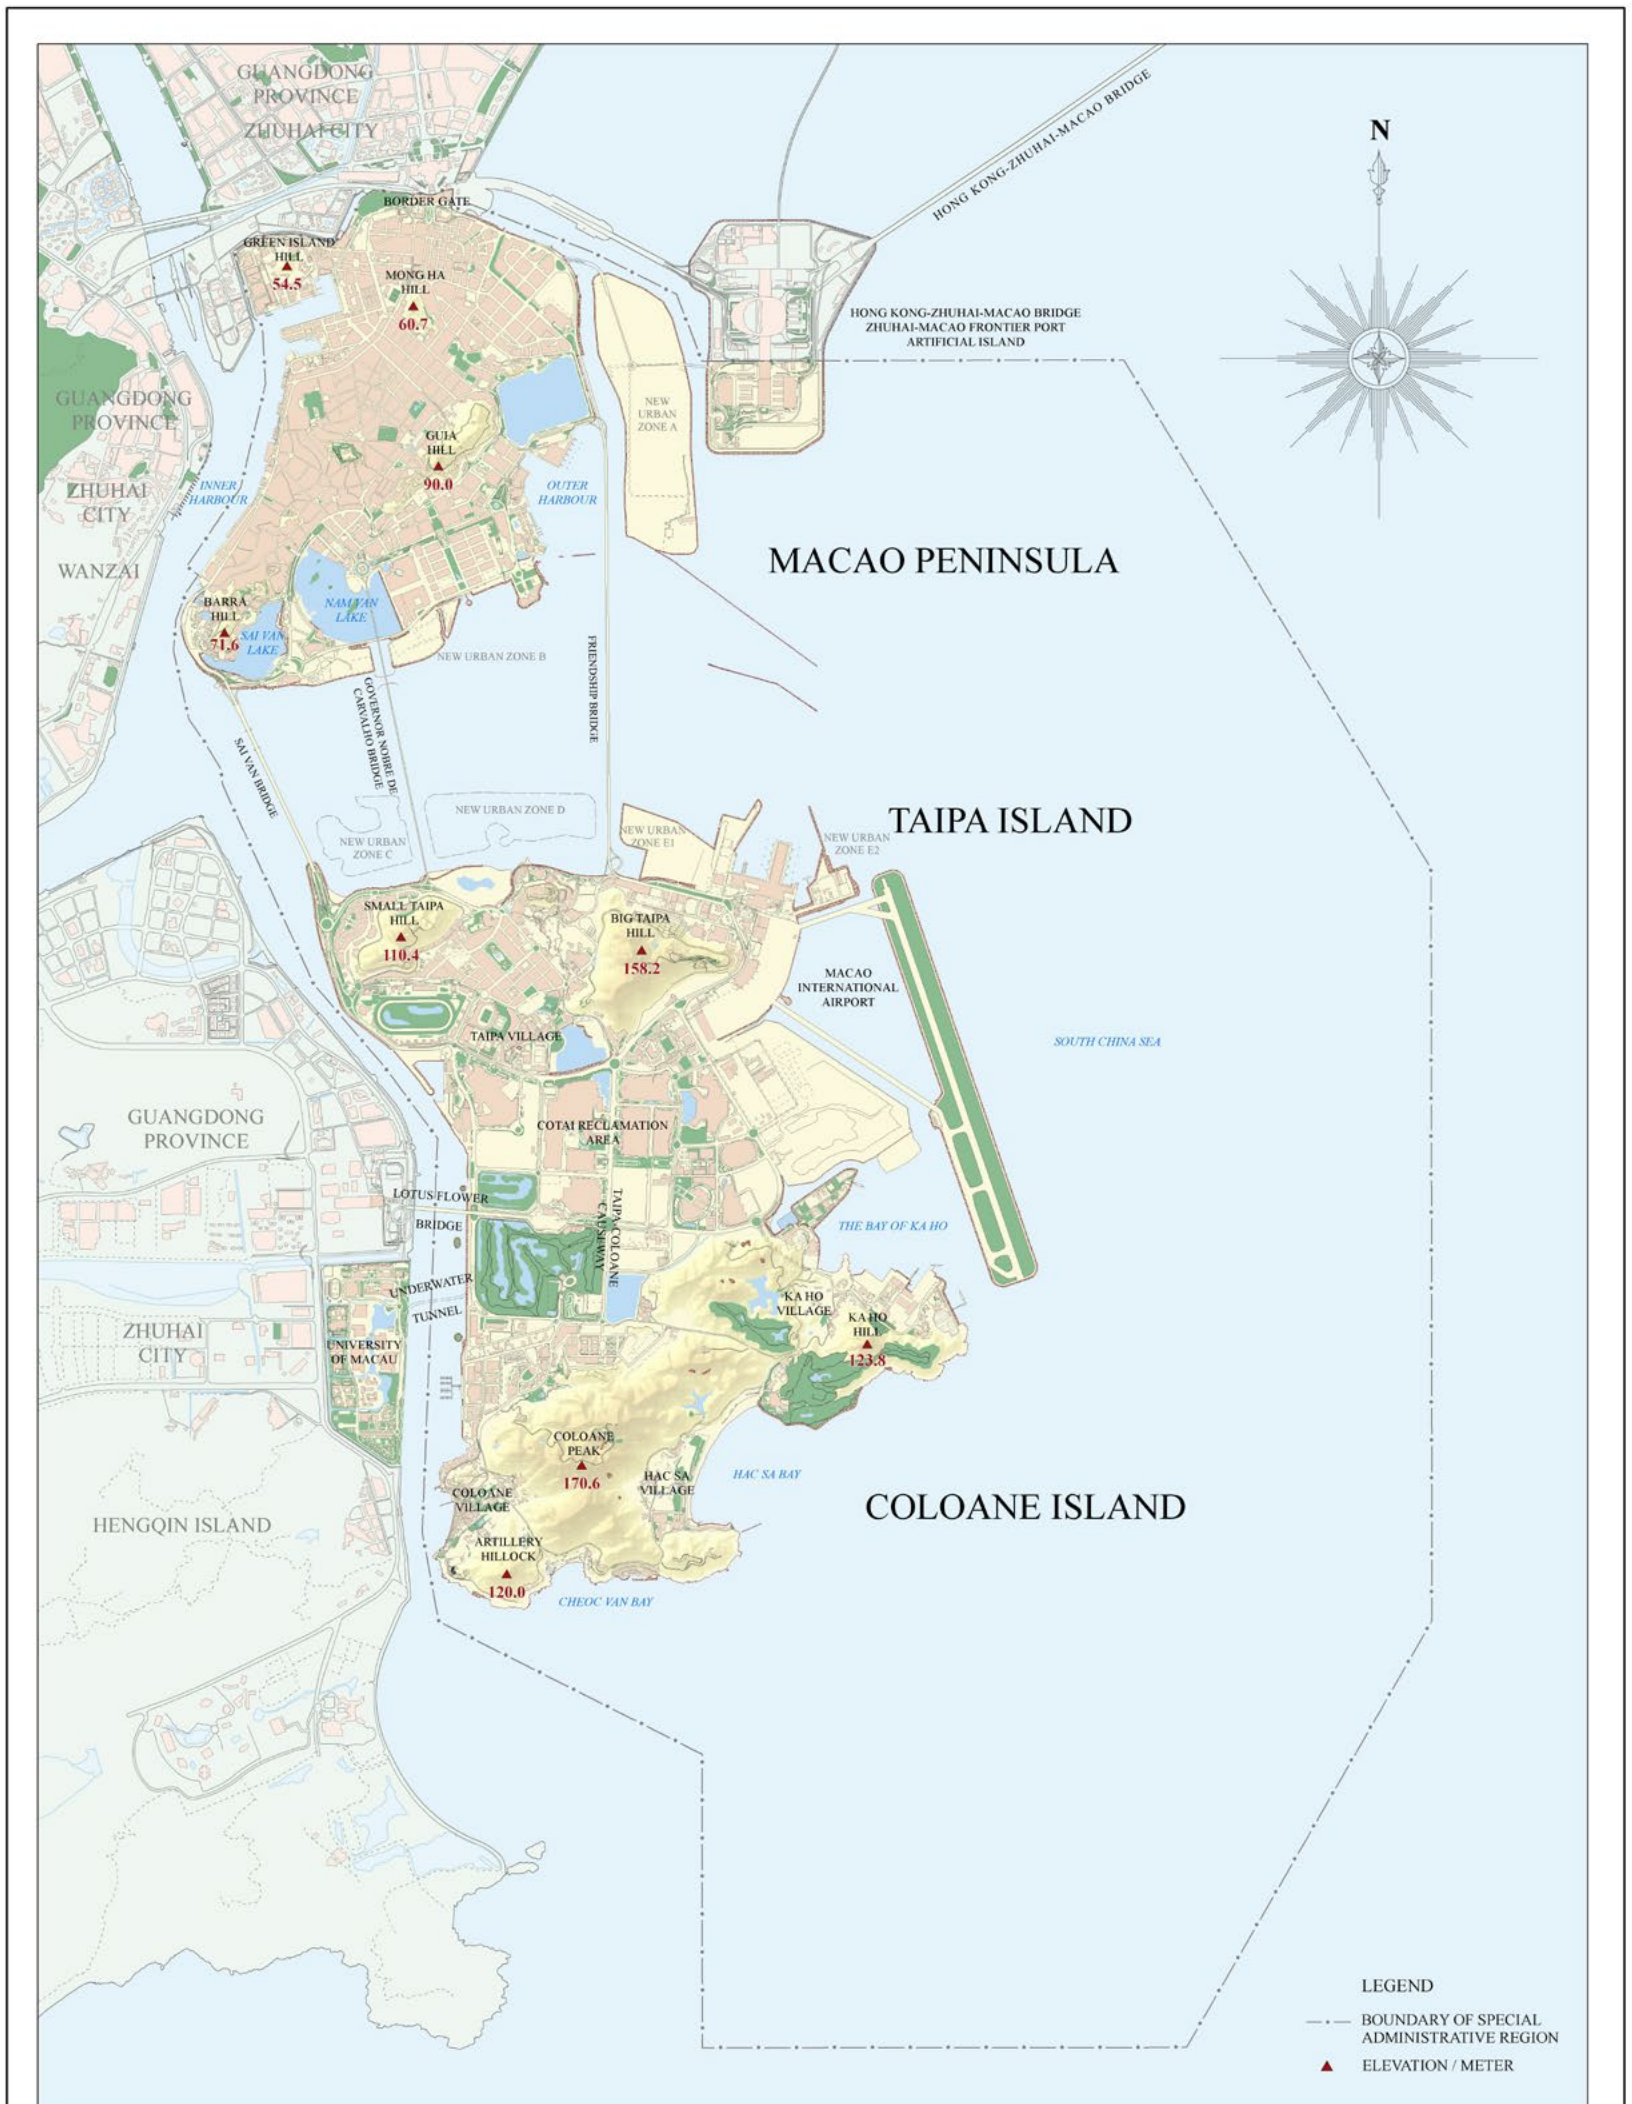 GUANGDONG
PROVINCE
ZHUHAI CITY
HONG KONG-ZHUHAI-MACAO BRIDGE
N
BORDER GATE
GREEN ISLAND
HILL
54.5
MONG HA
HILL
60.7
HONG KONG-ZHUHAI-MACAO BRIDGE
ZHUHAI-MACAO FRONTIER PORT
ARTIFICIAL ISLAND
GUANGDONG
PROVINCE
NEW
URBAN
ZONE A
GUIA
HILL
90.0
ZHUHAI
CITY
INNER
HARBOUR
OUTER
HARBOUR
WANZAI
MACAO PENINSULA
BARRA
HILL
71.6
SAI VAN
LAKE
NAM VAN
LAKE
NEW URBAN ZONE B
GOVERNOR NOBRE DE
CARVALHO BRIDGE
FRIENDSHIP BRIDGE
SAI VAN BRIDGE
NEW URBAN
ZONE C
NEW URBAN ZONE D
NEW URBAN
ZONE E1
NEW URBAN
ZONE E2
TAIPA ISLAND
SMALL TAIPA
HILL
110.4
BIG TAIPA
HILL
158.2
MACAO
INTERNATIONAL
AIRPORT
TAIPA VILLAGE
SOUTH CHINA SEA
GUANGDONG
PROVINCE
COTAI RECLAMATION
AREA
LOTUS FLOWER
BRIDGE
TAIPA-COLOANE
CAUSEWAY
THE BAY OF KA HO
UNDERWATER
TUNNEL
KA HO
VILLAGE
KA HO
HILL
123.8
ZHUHAI
CITY
UNIVERSITY
OF MACAU
COLOANE
PEAK
170.6
HAC SA
VILLAGE
HAC SA BAY
COLOANE
VILLAGE
COLOANE ISLAND
HENGQIN ISLAND
ARTILLERY
HILLOCK
120.0
CHEOC VAN BAY
LEGEND
BOUNDARY OF SPECIAL
ADMINISTRATIVE REGION
ELEVATION / METER